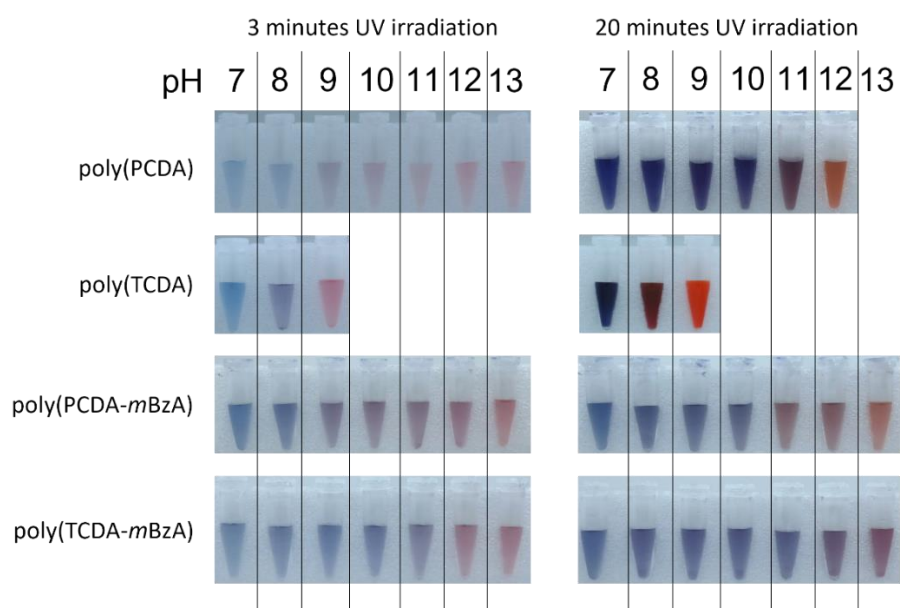 3 minutes UV irradiation 20 minutes UV irradiation
pH 7 8 9 10 11 12 13 7 8 9 10 11 12 13
poly(PCDA)
poly(TCDA)
poly(PCDA-mBzA)
poly(TCDA-mBzA)